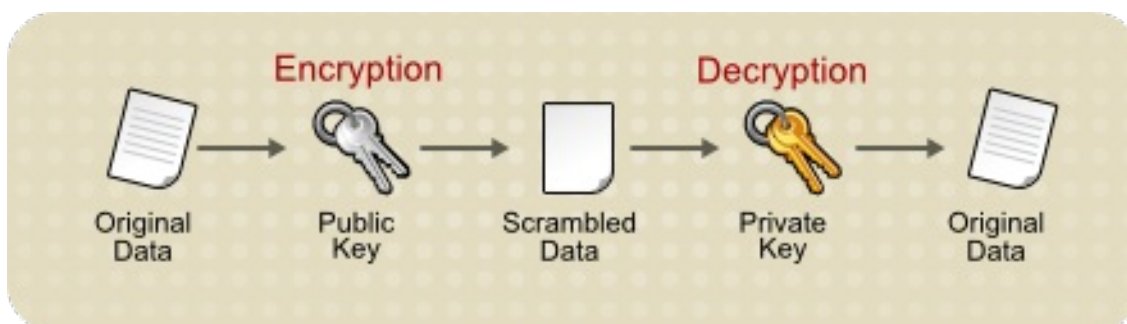 Encryption
Decryption
Original
Data
Public
Key
Scrambled
Data
Private
Key
Original
Data